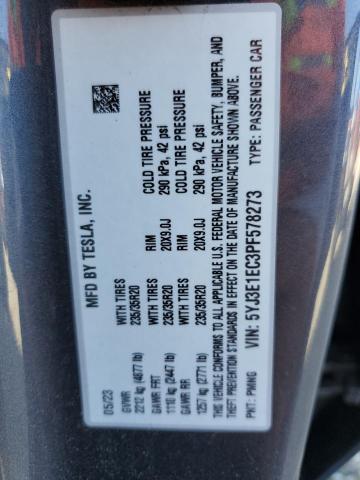 MFD BY TESLA, INC.
05/23
GVWR WITH TIRES RIM COLD TIRE PRESSURE
2212 kg (4877 lb) 235/35R20 20X9.0J 290 kPa, 42 psi
GAWR FRT WITH TIRES RIM COLD TIRE PRESSURE
1110 kg (2447 lb) 235/35R20 20X9.0J 290 kPa, 42 psi
GAWR RR
1257 kg (2771 lb)
THIS VEHICLE CONFORMS TO ALL APPLICABLE U.S. FEDERAL MOTOR VEHICLE SAFETY, BUMPER, AND
THEFT PREVENTION STANDARDS IN EFFECT ON THE DATE OF MANUFACTURE SHOWN ABOVE.
VIN: 5YJ3E1EC3PF578273 TYPE: PASSENGER CAR
PNT: PMNG